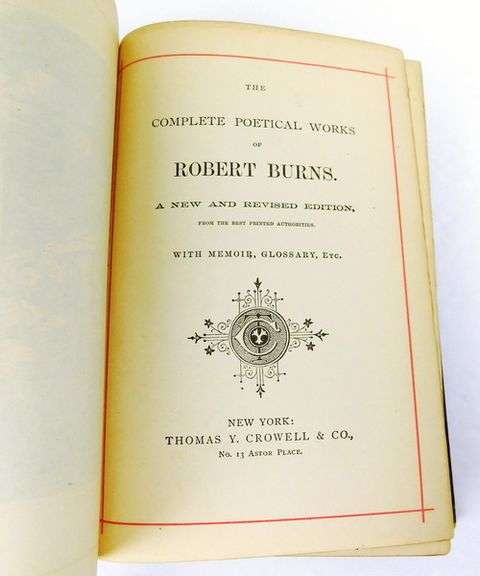 THE
COMPLETE POETICAL WORKS
OF
ROBERT BURNS.
A NEW AND REVISED EDITION,
FROM THE BEST PRINTED AUTHORITIES.
WITH MEMOIR, GLOSSARY, ETC.
NEW YORK:
THOMAS Y. CROWELL & CO.,
No. 13 ASTOR PLACE.